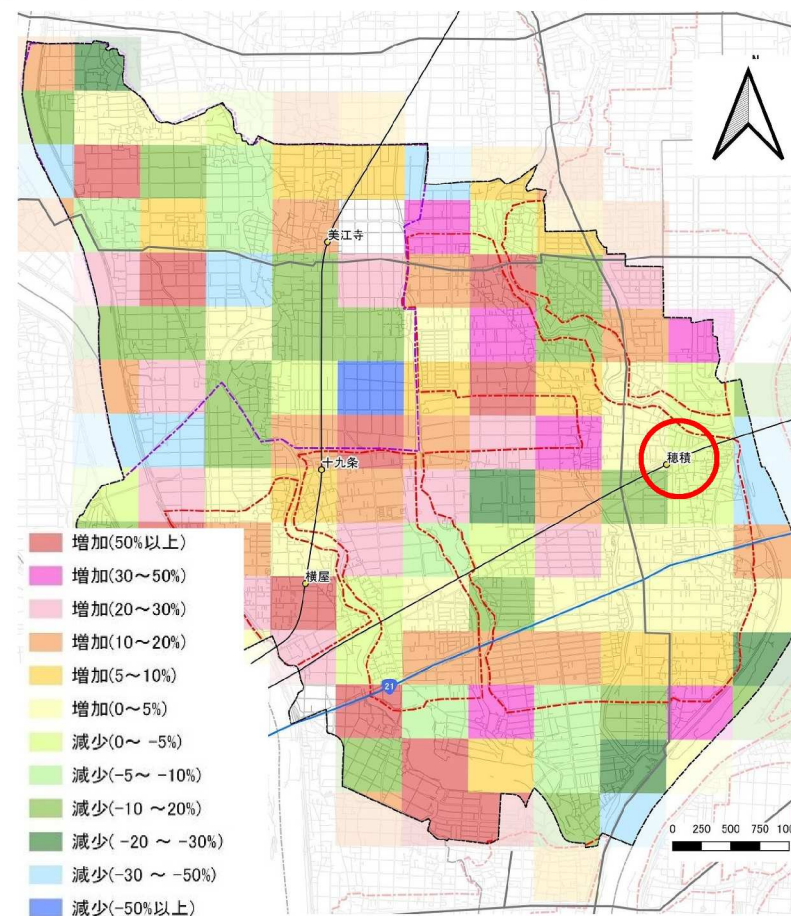 美江寺
十九条
穂積
横屋
21
増加(50%以上)
増加(30～50%)
増加(20～30%)
増加(10～20%)
増加(5～10%)
増加(0～5%)
減少(0～ -5%)
減少(-5～ -10%)
減少(-10 ～20%)
減少( -20 ～ -30%)
減少(-30 ～ -50%)
減少(-50%以上)
0 250 500 750 100